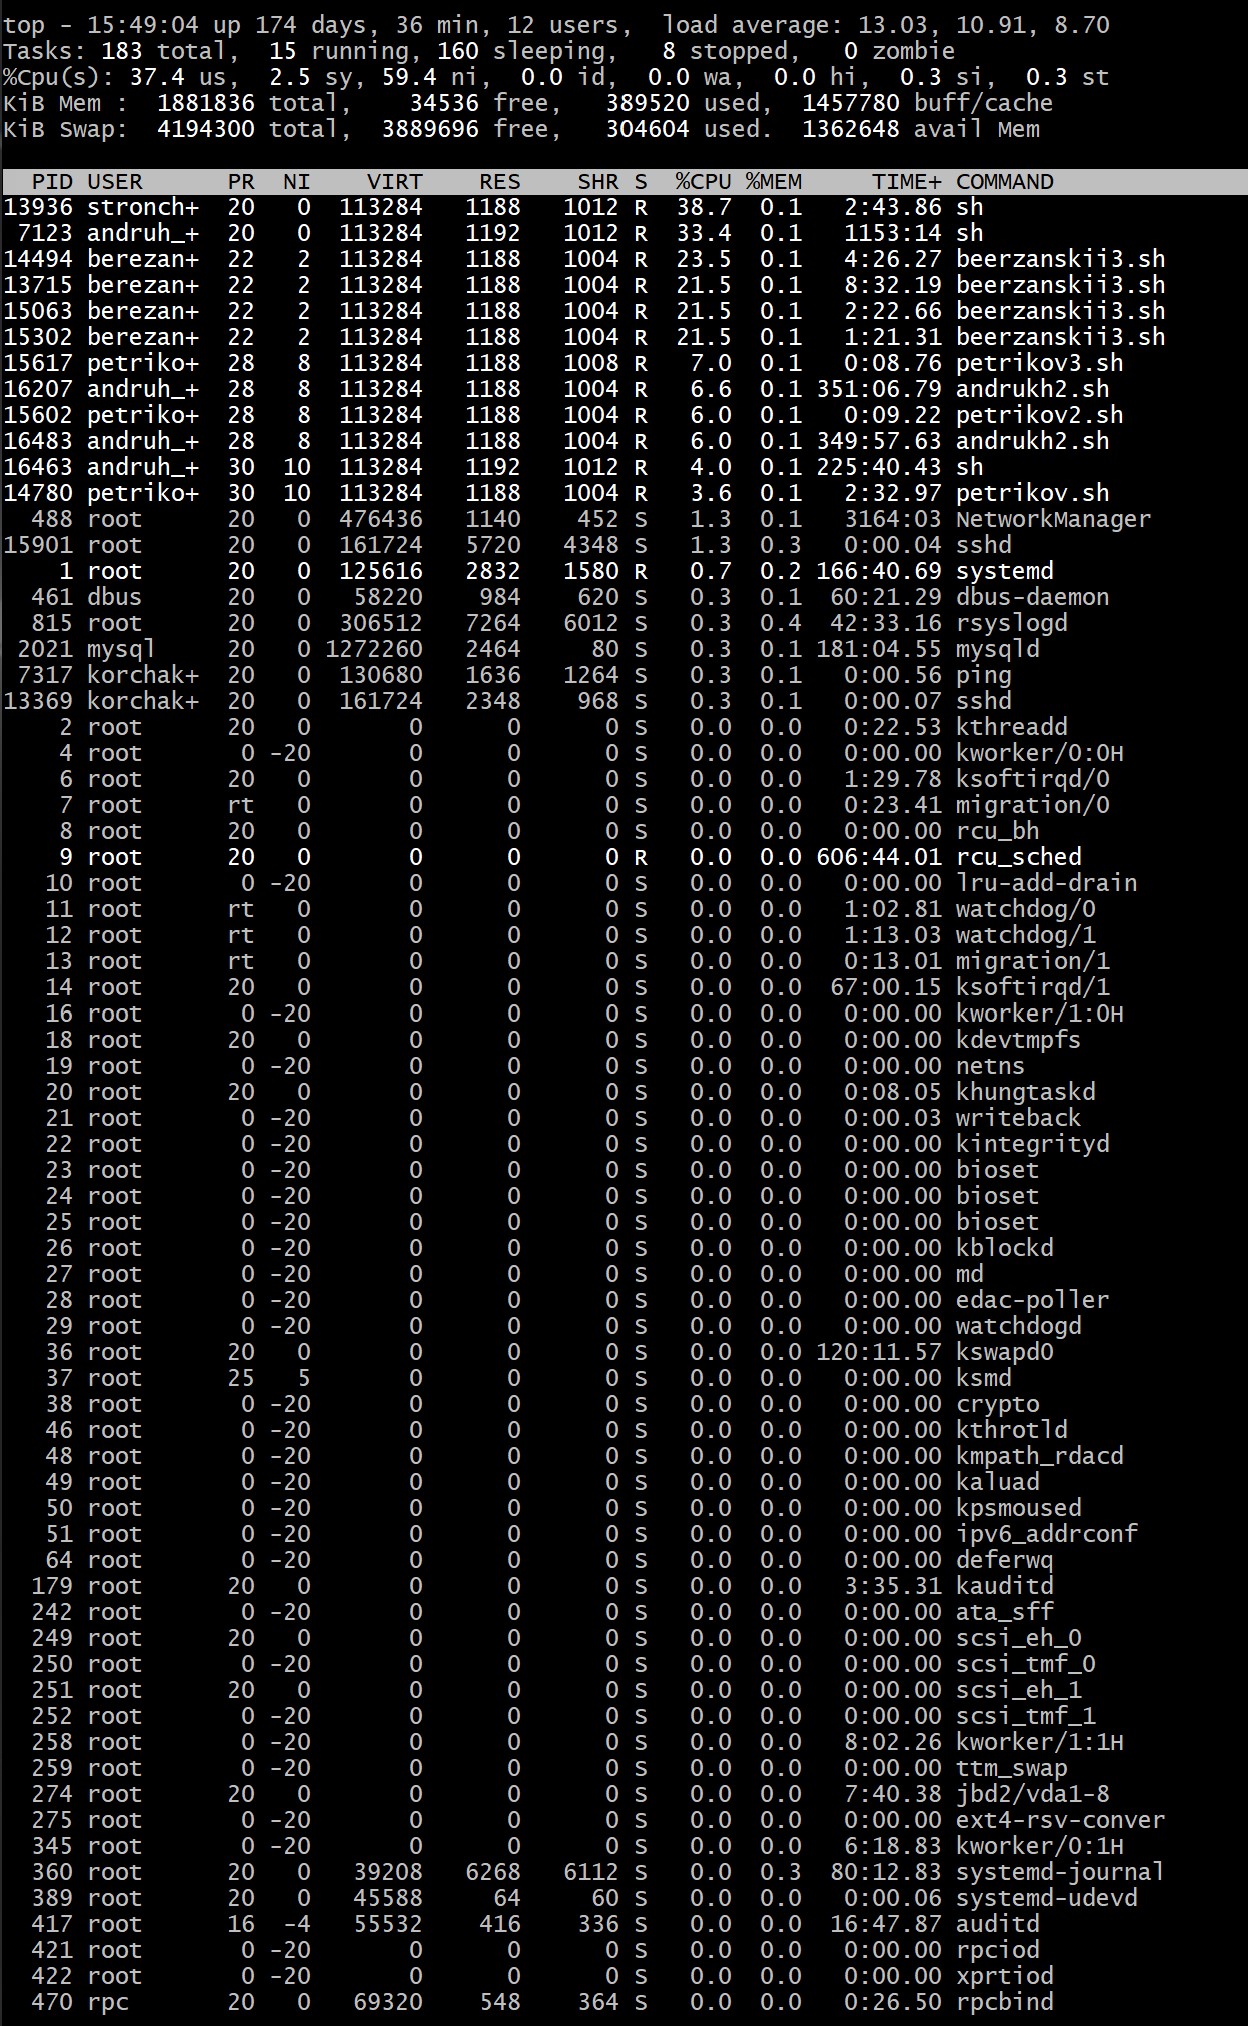 top - 15:49:04 up 174 days, 36 min, 12 users,  load average: 13.03, 10.91, 8.70
Tasks: 183 total,  15 running, 160 sleeping,   8 stopped,   0 zombie
%Cpu(s): 37.4 us,  2.5 sy, 59.4 ni,  0.0 id,  0.0 wa,  0.0 hi,  0.3 si,  0.3 st
KiB Mem :  1881836 total,    34536 free,   389520 used,  1457780 buff/cache
KiB Swap:  4194300 total,  3889696 free,   304604 used.  1362648 avail Mem
PID USER      PR  NI    VIRT    RES    SHR S  %CPU %MEM     TIME+ COMMAND
13936 stronch+  20   0  113284   1188   1012 R  38.7  0.1   2:43.86 sh
7123 andruh_+  20   0  113284   1192   1012 R  33.4  0.1   1153:14 sh
14494 berezan+  22   2  113284   1188   1004 R  23.5  0.1   4:26.27 beerzanskii3.sh
13715 berezan+  22   2  113284   1188   1004 R  21.5  0.1   8:32.19 beerzanskii3.sh
15063 berezan+  22   2  113284   1188   1004 R  21.5  0.1   2:22.66 beerzanskii3.sh
15302 berezan+  22   2  113284   1188   1004 R  21.5  0.1   1:21.31 beerzanskii3.sh
15617 petriko+  28   8  113284   1188   1008 R   7.0  0.1   0:08.76 petrikov3.sh
16207 andruh_+  28   8  113284   1188   1004 R   6.6  0.1 351:06.79 andrukh2.sh
15602 petriko+  28   8  113284   1188   1004 R   6.0  0.1   0:09.22 petrikov2.sh
16483 andruh_+  28   8  113284   1188   1004 R   6.0  0.1 349:57.63 andrukh2.sh
16463 andruh_+  30  10  113284   1192   1012 R   4.0  0.1 225:40.43 sh
14780 petriko+  30  10  113284   1188   1004 R   3.6  0.1   2:32.97 petrikov.sh
488 root      20   0  476436   1140    452 S   1.3  0.1   3164:03 NetworkManager
15901 root      20   0  161724   5720   4348 S   1.3  0.3   0:00.04 sshd
1 root      20   0  125616   2832   1580 R   0.7  0.2 166:40.69 systemd
461 dbus      20   0   58220    984    620 S   0.3  0.1  60:21.29 dbus-daemon
815 root      20   0  306512   7264   6012 S   0.3  0.4  42:33.16 rsyslogd
2021 mysql     20   0 1272260   2464     80 S   0.3  0.1 181:04.55 mysqld
7317 korchak+  20   0  130680   1636   1264 S   0.3  0.1   0:00.56 ping
13369 korchak+  20   0  161724   2348    968 S   0.3  0.1   0:00.07 sshd
2 root      20   0       0      0      0 S   0.0  0.0   0:22.53 kthreadd
4 root       0 -20       0      0      0 S   0.0  0.0   0:00.00 kworker/0:0H
6 root      20   0       0      0      0 S   0.0  0.0   1:29.78 ksoftirqd/0
7 root      rt   0       0      0      0 S   0.0  0.0   0:23.41 migration/0
8 root      20   0       0      0      0 S   0.0  0.0   0:00.00 rcu_bh
9 root      20   0       0      0      0 R   0.0  0.0 606:44.01 rcu_sched
10 root       0 -20       0      0      0 S   0.0  0.0   0:00.00 lru-add-drain
11 root      rt   0       0      0      0 S   0.0  0.0   1:02.81 watchdog/0
12 root      rt   0       0      0      0 S   0.0  0.0   1:13.03 watchdog/1
13 root      rt   0       0      0      0 S   0.0  0.0   0:13.01 migration/1
14 root      20   0       0      0      0 S   0.0  0.0  67:00.15 ksoftirqd/1
16 root       0 -20       0      0      0 S   0.0  0.0   0:00.00 kworker/1:0H
18 root      20   0       0      0      0 S   0.0  0.0   0:00.00 kdevtmpfs
19 root       0 -20       0      0      0 S   0.0  0.0   0:00.00 netns
20 root      20   0       0      0      0 S   0.0  0.0   0:08.05 khungtaskd
21 root       0 -20       0      0      0 S   0.0  0.0   0:00.03 writeback
22 root       0 -20       0      0      0 S   0.0  0.0   0:00.00 kintegrityd
23 root       0 -20       0      0      0 S   0.0  0.0   0:00.00 bioset
24 root       0 -20       0      0      0 S   0.0  0.0   0:00.00 bioset
25 root       0 -20       0      0      0 S   0.0  0.0   0:00.00 bioset
26 root       0 -20       0      0      0 S   0.0  0.0   0:00.00 kblockd
27 root       0 -20       0      0      0 S   0.0  0.0   0:00.00 md
28 root       0 -20       0      0      0 S   0.0  0.0   0:00.00 edac-poller
29 root       0 -20       0      0      0 S   0.0  0.0   0:00.00 watchdogd
36 root      20   0       0      0      0 S   0.0  0.0 120:11.57 kswapd0
37 root      25   5       0      0      0 S   0.0  0.0   0:00.00 ksmd
38 root       0 -20       0      0      0 S   0.0  0.0   0:00.00 crypto
46 root       0 -20       0      0      0 S   0.0  0.0   0:00.00 kthrotld
48 root       0 -20       0      0      0 S   0.0  0.0   0:00.00 kmpath_rdacd
49 root       0 -20       0      0      0 S   0.0  0.0   0:00.00 kaluad
50 root       0 -20       0      0      0 S   0.0  0.0   0:00.00 kpsmoused
51 root       0 -20       0      0      0 S   0.0  0.0   0:00.00 ipv6_addrconf
64 root       0 -20       0      0      0 S   0.0  0.0   0:00.00 deferwq
179 root      20   0       0      0      0 S   0.0  0.0   3:35.31 kauditd
242 root       0 -20       0      0      0 S   0.0  0.0   0:00.00 ata_sff
249 root      20   0       0      0      0 S   0.0  0.0   0:00.00 scsi_eh_0
250 root       0 -20       0      0      0 S   0.0  0.0   0:00.00 scsi_tmf_0
251 root      20   0       0      0      0 S   0.0  0.0   0:00.00 scsi_eh_1
252 root       0 -20       0      0      0 S   0.0  0.0   0:00.00 scsi_tmf_1
258 root       0 -20       0      0      0 S   0.0  0.0   8:02.26 kworker/1:1H
259 root       0 -20       0      0      0 S   0.0  0.0   0:00.00 ttm_swap
274 root      20   0       0      0      0 S   0.0  0.0   7:40.38 jbd2/vda1-8
275 root       0 -20       0      0      0 S   0.0  0.0   0:00.00 ext4-rsv-conver
345 root       0 -20       0      0      0 S   0.0  0.0   6:18.83 kworker/0:1H
360 root      20   0   39208   6268   6112 S   0.0  0.3  80:12.83 systemd-journal
389 root      20   0   45588     64     60 S   0.0  0.0   0:00.06 systemd-udevd
417 root      16  -4   55532    416    336 S   0.0  0.0  16:47.87 auditd
421 root       0 -20       0      0      0 S   0.0  0.0   0:00.00 rpciod
422 root       0 -20       0      0      0 S   0.0  0.0   0:00.00 xprtiod
470 rpc       20   0   69320    548    364 S   0.0  0.0   0:26.50 rpcbind